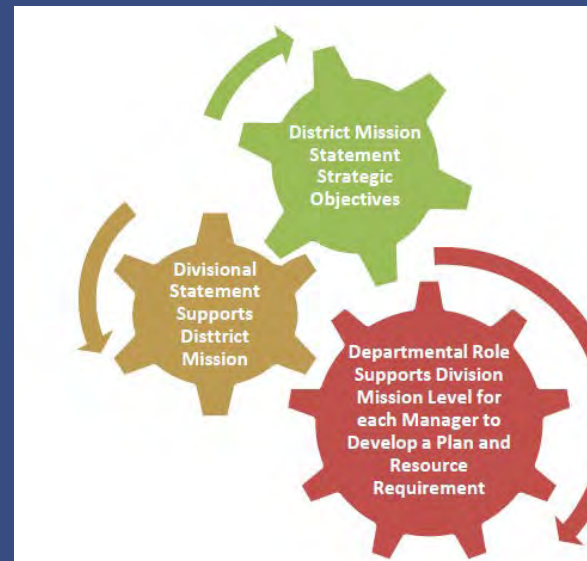 District Mission
Statement
Strategic
Objectives
Divisional
Statement
Supports
Disttrict
Mission
Departmental Role
Supports Division
Mission Level for
each Manager to
Develop a Plan and
Resource
Requirement